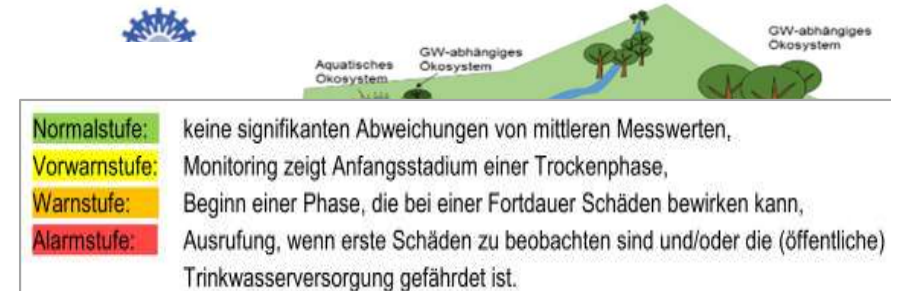 GW-abhängiges
Ökosystem
GW-abhängiges
Ökosystem
Aquatisches
Ökosystem
Normalstufe: keine signifikanten Abweichungen von mittleren Messwerten,
Vorwarnstufe: Monitoring zeigt Anfangsstadium einer Trockenphase,
Warnstufe: Beginn einer Phase, die bei einer Fortdauer Schäden bewirken kann,
Alarmstufe: Ausrufung, wenn erste Schäden zu beobachten sind und/oder die (öffentliche)
Trinkwasserversorgung gefährdet ist.